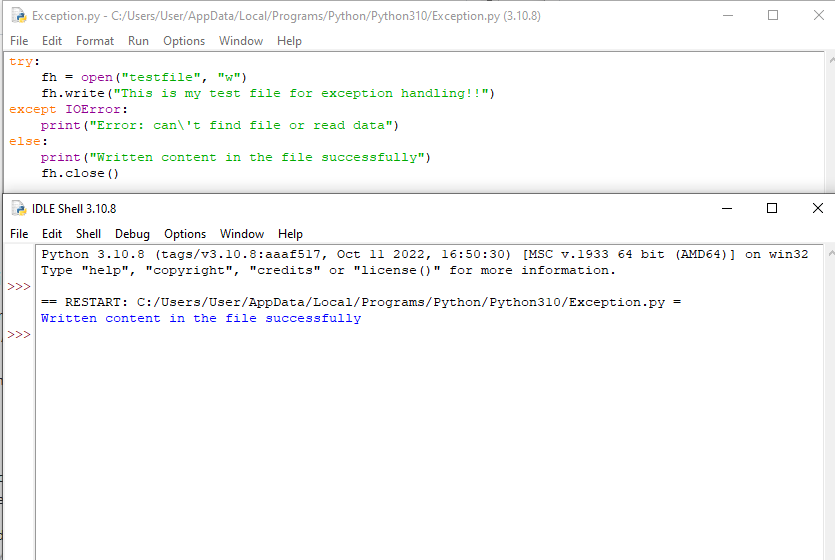 Exception.py - C:/Users/User/AppData/Local/Programs/Python/Python310/Exception.py (3.10.8)
File Edit Format Run Options Window Help
try:
    fh = open("testfile", "w")
    fh.write("This is my test file for exception handling!!")
except IOError:
    print("Error: can\'t find file or read data")
else:
    print("Written content in the file successfully")
    fh.close()
IDLE Shell 3.10.8
File Edit Shell Debug Options Window Help
Python 3.10.8 (tags/v3.10.8:aaaf517, Oct 11 2022, 16:50:30) [MSC v.1933 64 bit (AMD64)] on win32
Type "help", "copyright", "credits" or "license()" for more information.
>>>
== RESTART: C:/Users/User/AppData/Local/Programs/Python/Python310/Exception.py =
Written content in the file successfully
>>>